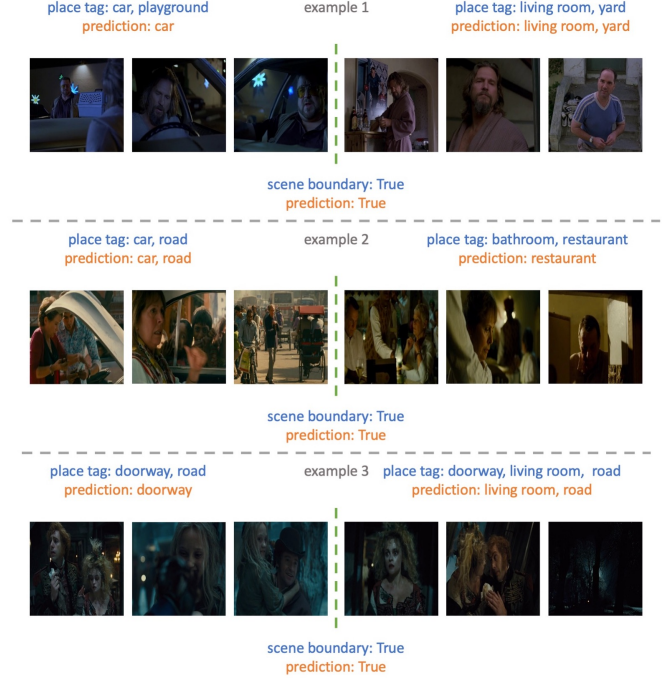 place tag: car, playground
prediction: car
example 1
place tag: living room, yard
prediction: living room, yard
scene boundary: True
prediction: True
place tag: car, road
prediction: car, road
example 2
place tag: bathroom, restaurant
prediction: restaurant
scene boundary: True
prediction: True
place tag: doorway, road
prediction: doorway
example 3
place tag: doorway, living room, road
prediction: living room, road
scene boundary: True
prediction: True